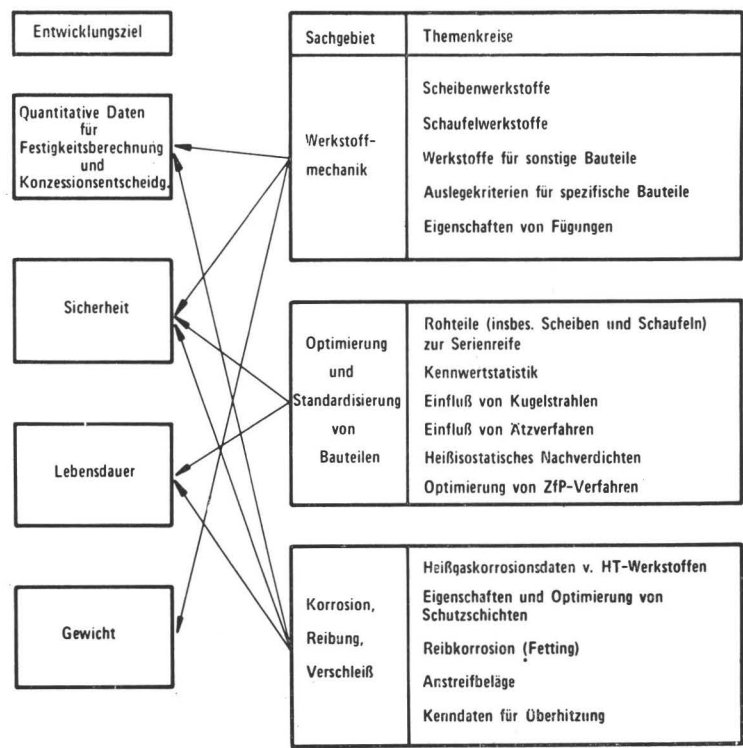 Entwicklungsziel
Quantitative Daten
für
Festigkeitsberechnung
und
Konzessionsentscheidg.
Sicherheit
Lebensdauer
Gewicht
Sachgebiet
Themenkreise
Werkstoff-
mechanik
Scheibenwerkstoffe
Schaufelwerkstoffe
Werkstoffe für sonstige Bauteile
Auslegekriterien für spezifische Bauteile
Eigenschaften von Fügungen
Optimierung
und
Standardisierung
von
Bauteilen
Rohteile (insbes. Scheiben und Schaufeln)
zur Serienreife
Kennwertstatistik
Einfluß von Kugelstrahlen
Einfluß von Ätzverfahren
Heißisostatisches Nachverdichten
Optimierung von ZfP-Verfahren
Korrosion,
Reibung,
Verschleiß
Heißgaskorrosionsdaten v. HT-Werkstoffen
Eigenschaften und Optimierung von
Schutzschichten
Reibkorrosion (Fetting)
Anstreifbeläge
Kenndaten für Überhitzung